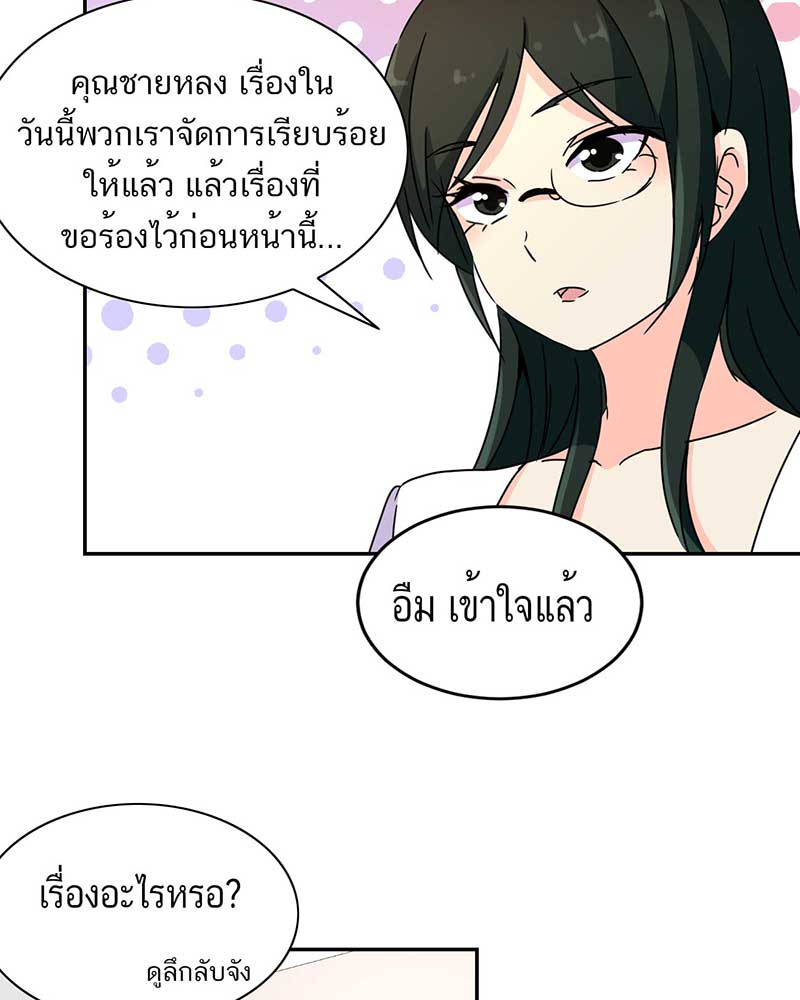 คุณชายหลง เรื่องใน
วันนี้พวกเราจัดการเรียบร้อย
ให้แล้ว แล้วเรื่องที่
ขอร้องไว้ก่อนหน้านี้...
อืม เข้าใจแล้ว
เรื่องอะไรหรอ?
ดูลึกลับจัง